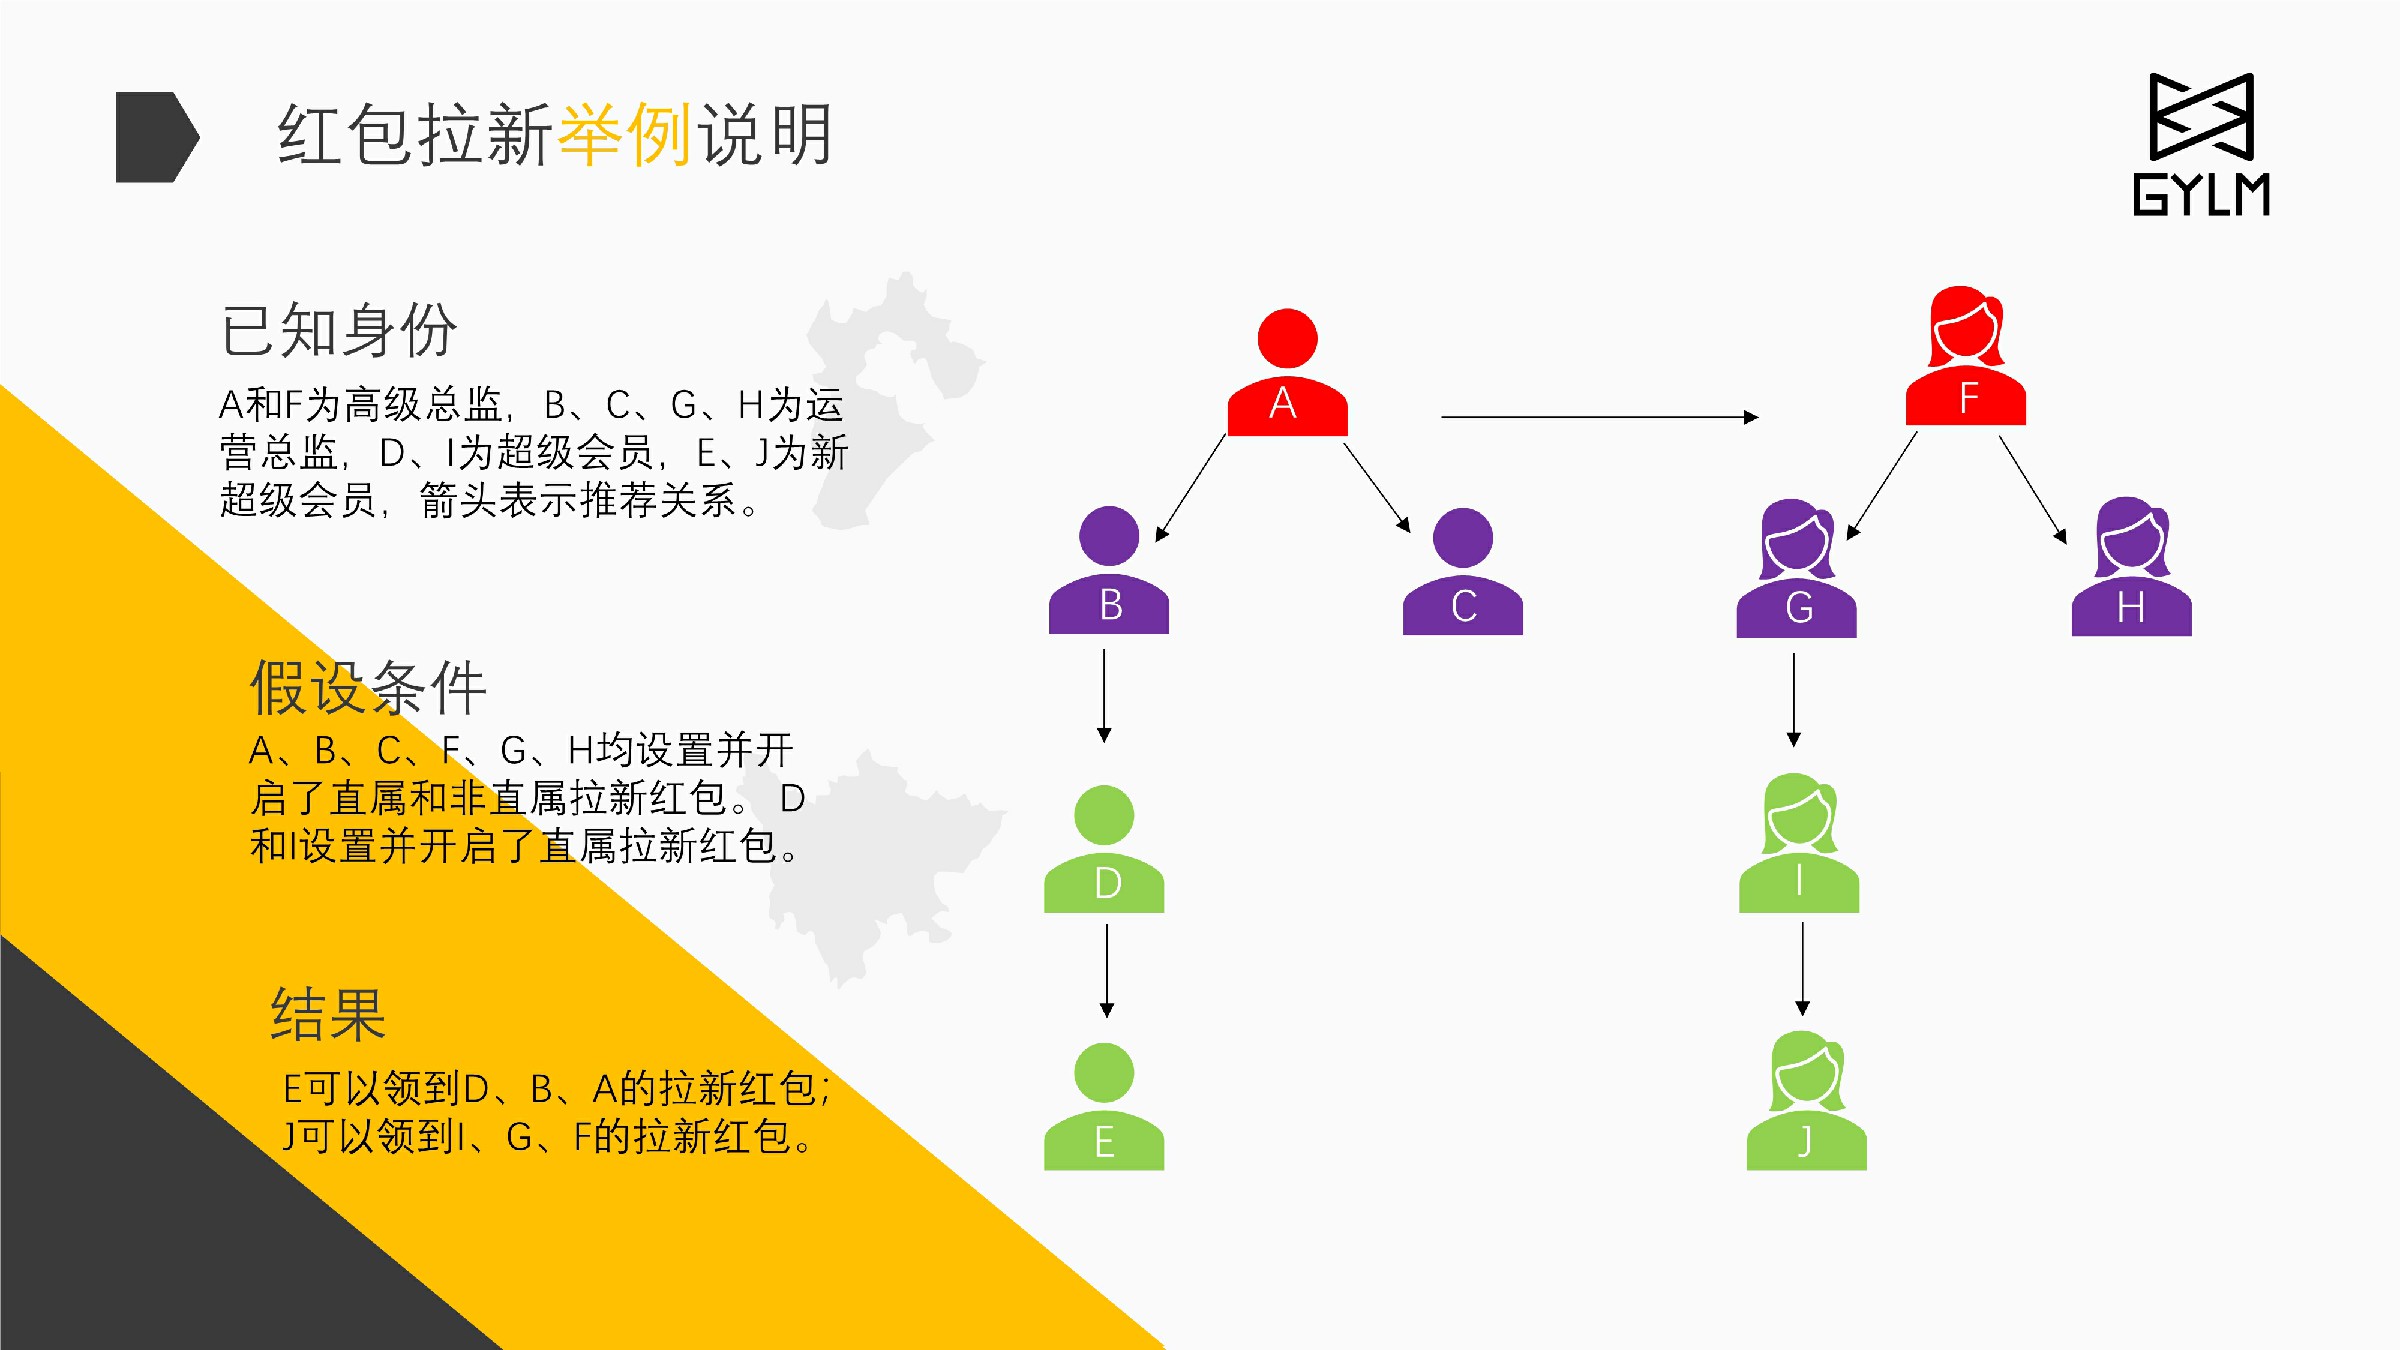 红包拉新举例说明
GYLM
已知身份
A和F为高级总监，B、C、G、H为运
营总监，D、I为超级会员，E、J为新
超级会员，箭头表示推荐关系。
假设条件
A、B、C、F、G、H均设置并开
启了直属和非直属拉新红包。D
和I设置并开启了直属拉新红包。
结果
E可以领到D、B、A的拉新红包；
J可以领到I、G、F的拉新红包。
A
F
B
C
G
H
D
I
E
J